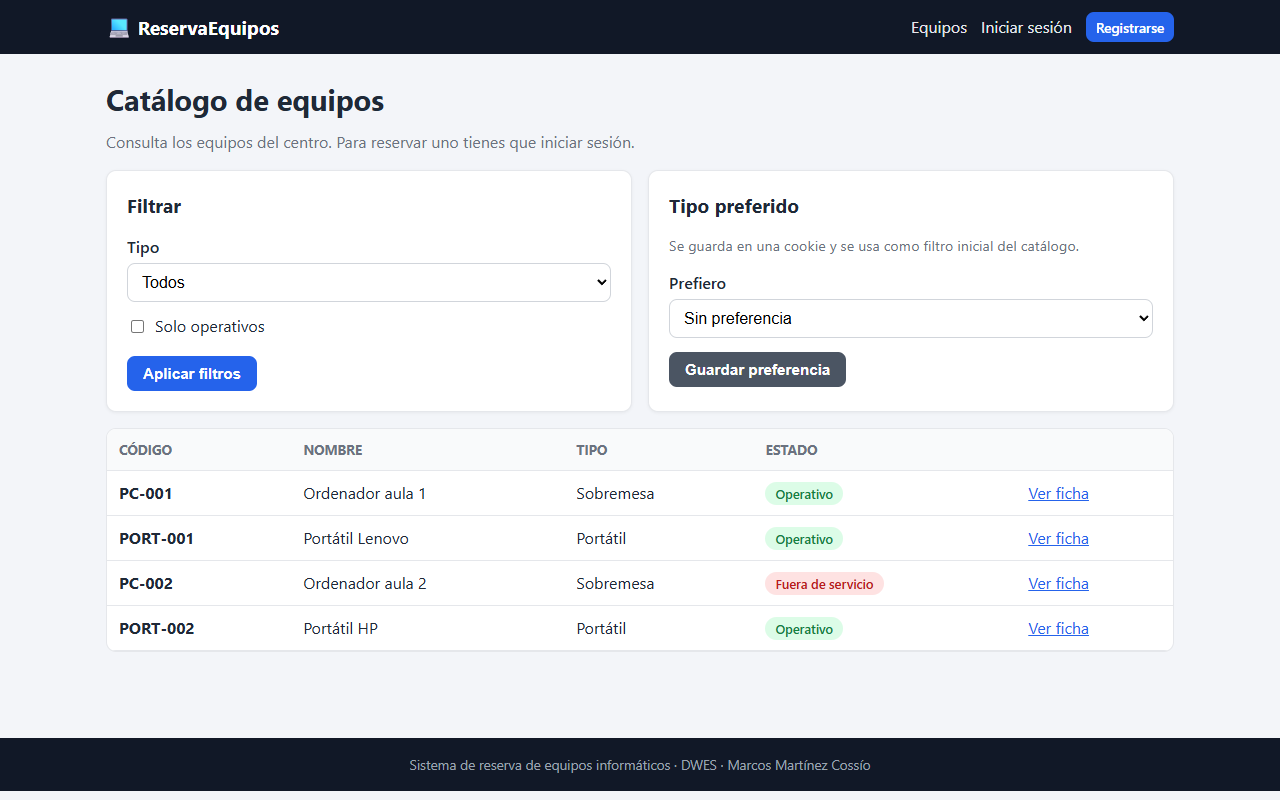 ReservaEquipos
Equipos Iniciar sesión Registrarse
Catálogo de equipos
Consulta los equipos del centro. Para reservar uno tienes que iniciar sesión.
Filtrar
Tipo
Todos
Solo operativos
Aplicar filtros
Tipo preferido
Se guarda en una cookie y se usa como filtro inicial del catálogo.
Prefiero
Sin preferencia
Guardar preferencia
CÓDIGO NOMBRE TIPO ESTADO
PC-001 Ordenador aula 1 Sobremesa Operativo Ver ficha
PORT-001 Portátil Lenovo Portátil Operativo Ver ficha
PC-002 Ordenador aula 2 Sobremesa Fuera de servicio Ver ficha
PORT-002 Portátil HP Portátil Operativo Ver ficha
Sistema de reserva de equipos informáticos · DWES · Marcos Martínez Cossío